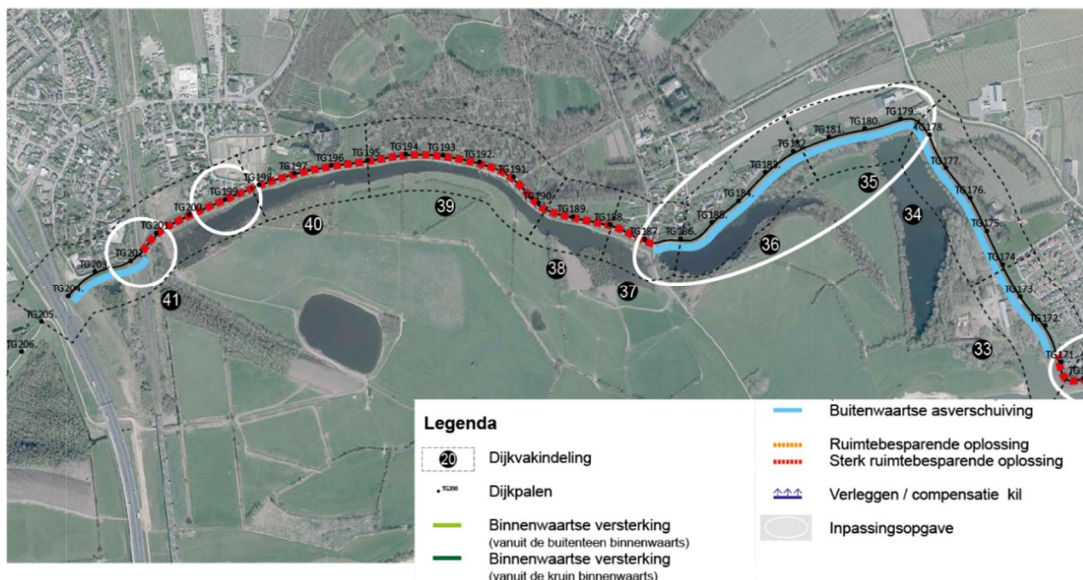 TG179.
TG181.
TG180.
TG178.
TG182.
TG194.
TG193.
TG195.
TG192.
TG196.
TG177.
TG197.
TG183.
TG191.
TG198.
35
TG176.
TG184.
TG199.
TG190.
39
34
TG200.
TG189.
TG185.
40
TG188.
TG175.
TG201.
TG187.
TG186.
36
TG202.
38
TG203.
TG174.
TG204.
41
37
TG173.
TG205.
TG172.
33
TG206.
TG171.
Legenda
20
Dijkvakindeling
TG200
Dijkpalen
Binnenwaartse versterking
(vanuit de buitenteen binnenwaarts)
Binnenwaartse versterking
(vanuit de kruin binnenwaarts)
Buitenwaartse asverschuiving
Ruimtebesparende oplossing
Sterk ruimtebesparende oplossing
Verleggen / compensatie kil
Inpassingsopgave